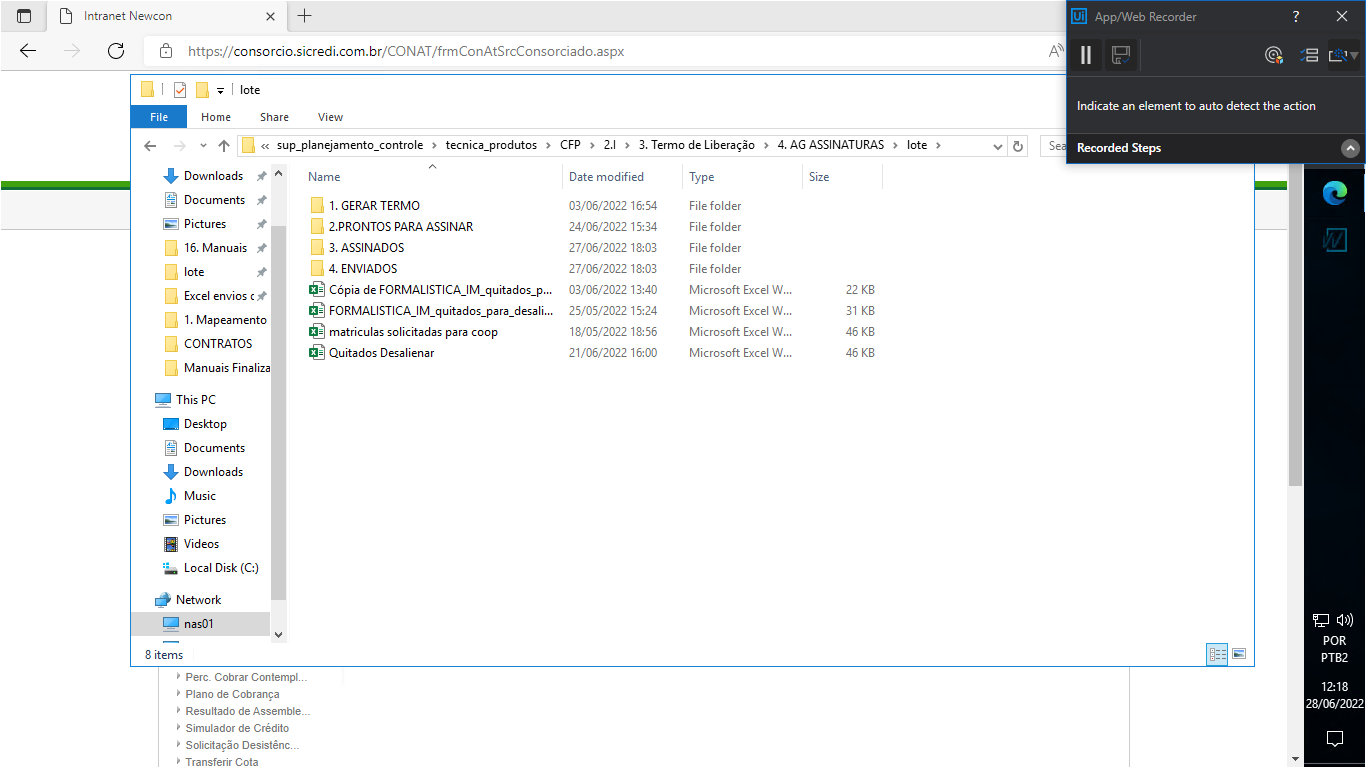 Intranet Newcon
https://consorcio.sicredi.com.br/CONAT/frmConAtSrcConsorciado.aspx
Ui App/Web Recorder ?
Indicate an element to auto detect the action
Recorded Steps
lote
File Home Share View
« sup_planejamento_controle > tecnica_produtos > CFP > 2.I > 3. Termo de Liberação > 4. AG ASSINATURAS > lote >
Name Date modified Type Size
Downloads
Documents
Pictures
16. Manuais
lote
Excel envios
1. Mapeamento
CONTRATOS
Manuais Finaliza
This PC
Desktop
Documents
Downloads
Music
Pictures
Videos
Local Disk (C:)
Network
nas01
1. GERAR TERMO 03/06/2022 16:54 File folder
2.PRONTOS PARA ASSINAR 24/06/2022 15:34 File folder
3. ASSINADOS 27/06/2022 18:03 File folder
4. ENVIADOS 27/06/2022 18:03 File folder
Cópia de FORMALISTICA_IM_quitados_p... 03/06/2022 13:40 Microsoft Excel W... 22 KB
FORMALISTICA_IM_quitados_para_desali... 25/05/2022 15:24 Microsoft Excel W... 31 KB
matriculas solicitadas para coop 18/05/2022 18:56 Microsoft Excel W... 46 KB
Quitados Desalienar 21/06/2022 16:00 Microsoft Excel W... 46 KB
8 items
Perc. Cobrar Contempl...
Plano de Cobrança
Resultado de Assemble...
Simulador de Crédito
Solicitação Desistênc...
Transferir Cota
POR
PTB2
12:18
28/06/2022